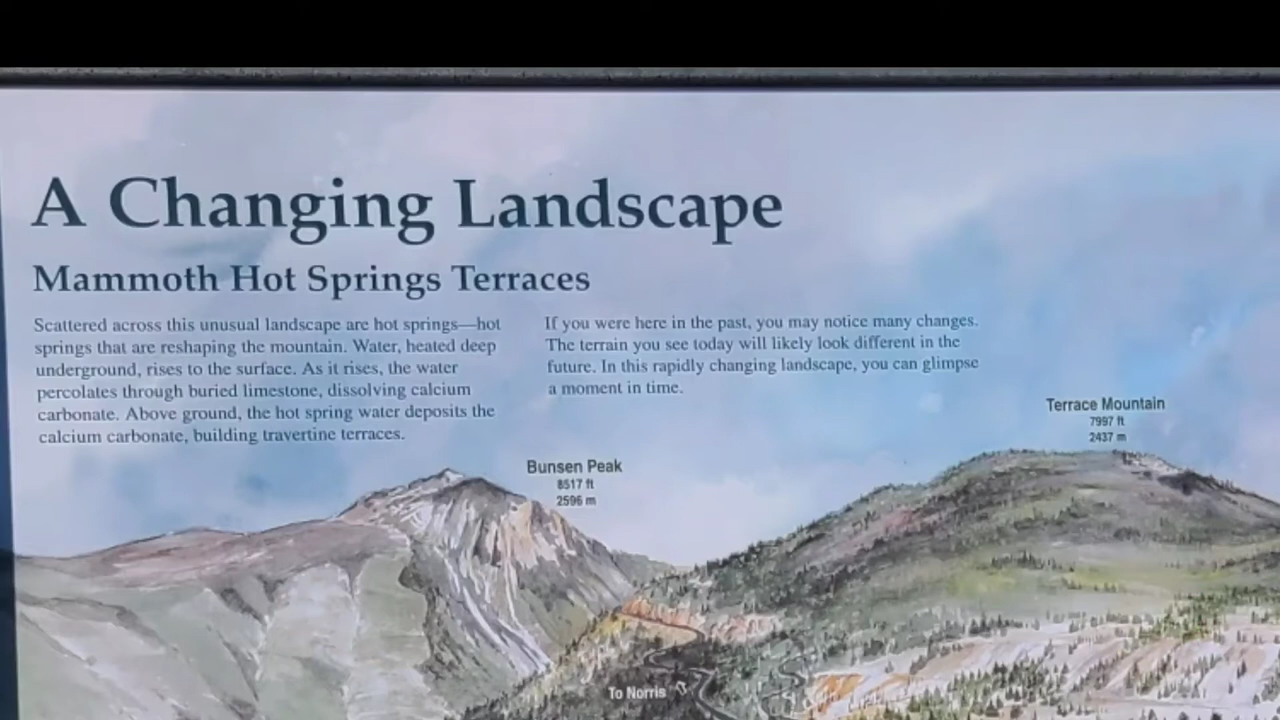 A Changing Landscape
Mammoth Hot Springs Terraces
Scattered across this unusual landscape are hot springs—hot
springs that are reshaping the mountain. Water, heated deep
underground, rises to the surface. As it rises, the water
percolates through buried limestone, dissolving calcium
carbonate. Above ground, the hot spring water deposits the
calcium carbonate, building travertine terraces.
If you were here in the past, you may notice many changes.
The terrain you see today will likely look different in the
future. In this rapidly changing landscape, you can glimpse
a moment in time.
Terrace Mountain
7997 ft
2437 m
Bunsen Peak
8517 ft
2596 m
To Norris